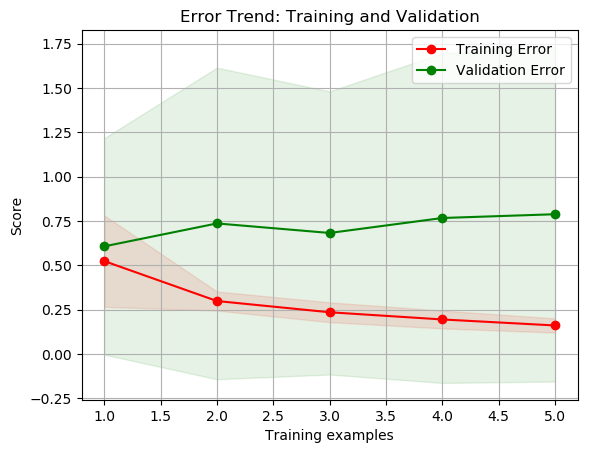 Error Trend: Training and Validation
Training Error
Validation Error
1.75
1.50
1.25
1.00
0.75
0.50
0.25
0.00
−0.25
Score
1.0 1.5 2.0 2.5 3.0 3.5 4.0 4.5 5.0
Training examples